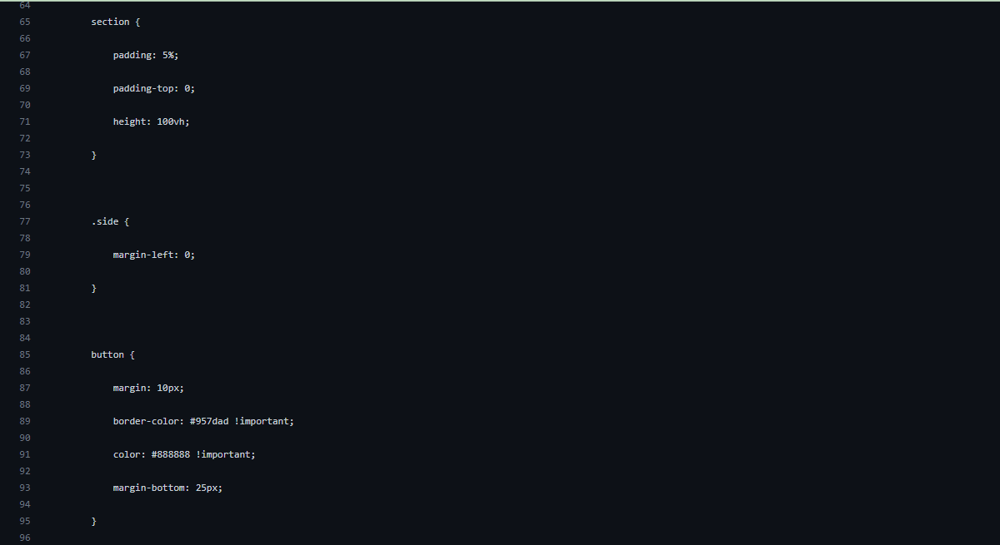 64
65 section {
66
67 padding: 5%;
68
69 padding-top: 0;
70
71 height: 100vh;
72
73 }
74
75
76
77 .side {
78
79 margin-left: 0;
80
81 }
82
83
84
85 button {
86
87 margin: 10px;
88
89 border-color: #957dad !important;
90
91 color: #888888 !important;
92
93 margin-bottom: 25px;
94
95 }
96